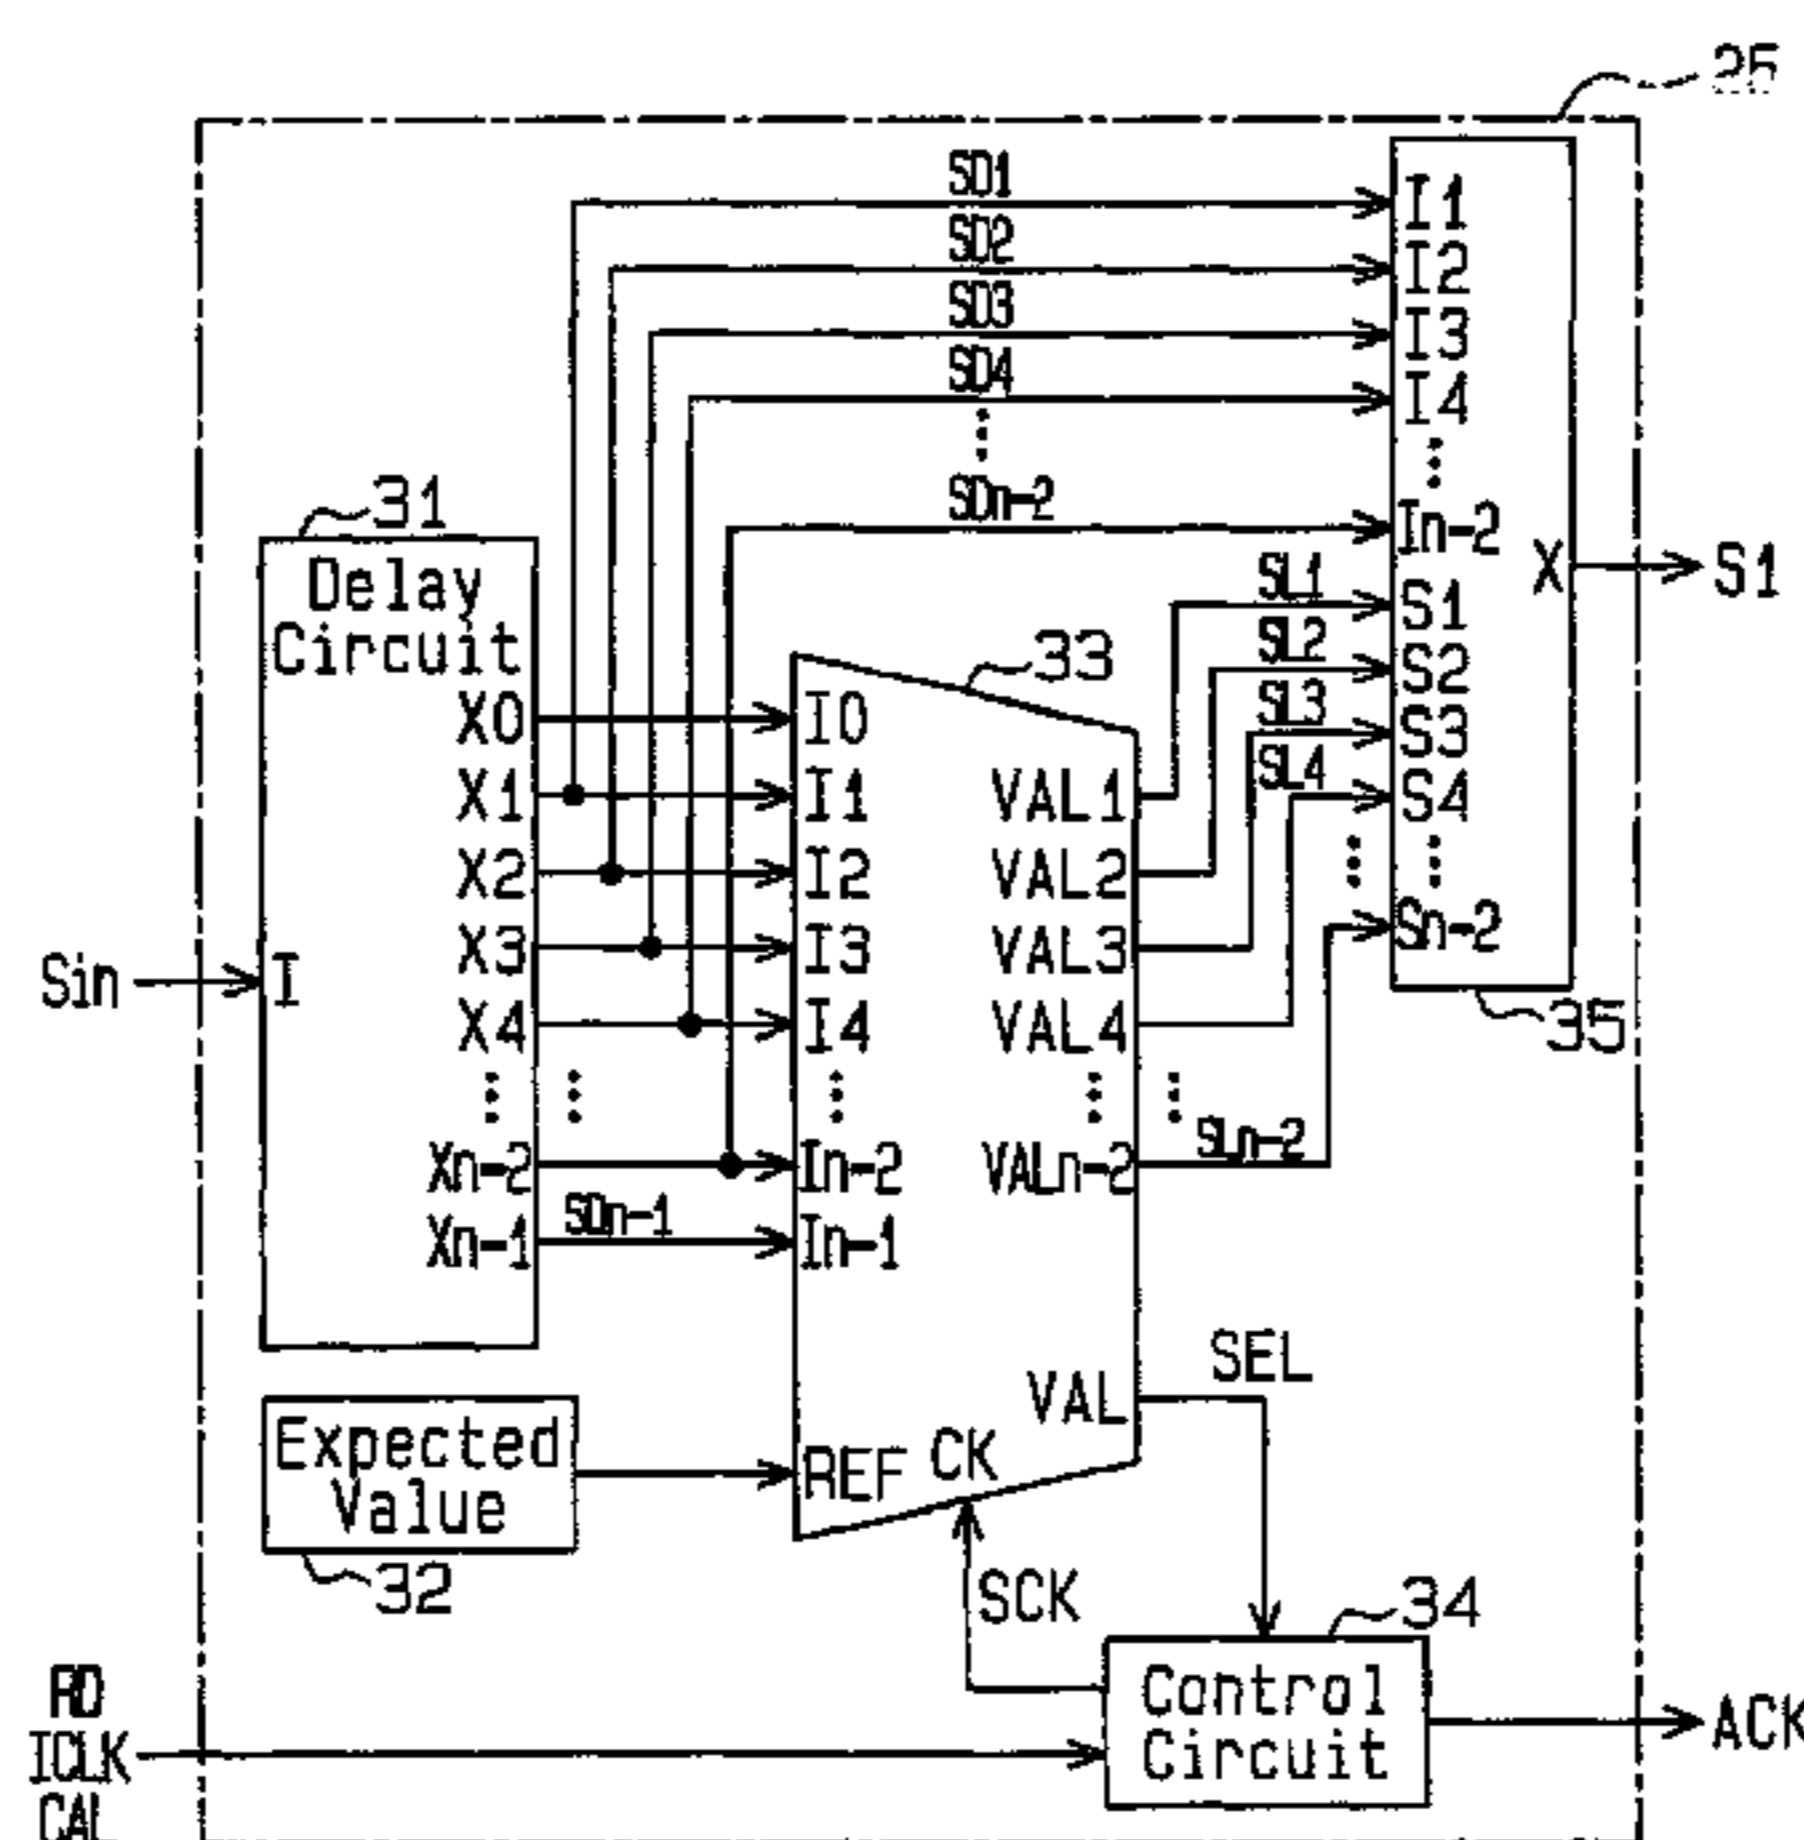 25
SD1
I1
SD2
I2
SD3
I3
SD4
I4
SDn-2
In-2
31
Delay
Circuit
X
S1
SL1
S1
SL2
S2
SL3
S3
SL4
S4
Sn-2
35
33
X0
I0
X1
I1
VAL1
X2
I2
VAL2
X3
I3
VAL3
Sin
I
X4
I4
VAL4
Xn-2
In-2
VALn-2
SLn-2
SDn-1
Xn-1
In-1
SEL
VAL
Expected
Value
REF
CK
32
SCK
34
Control
Circuit
RD
ICLK
CAL
ACK